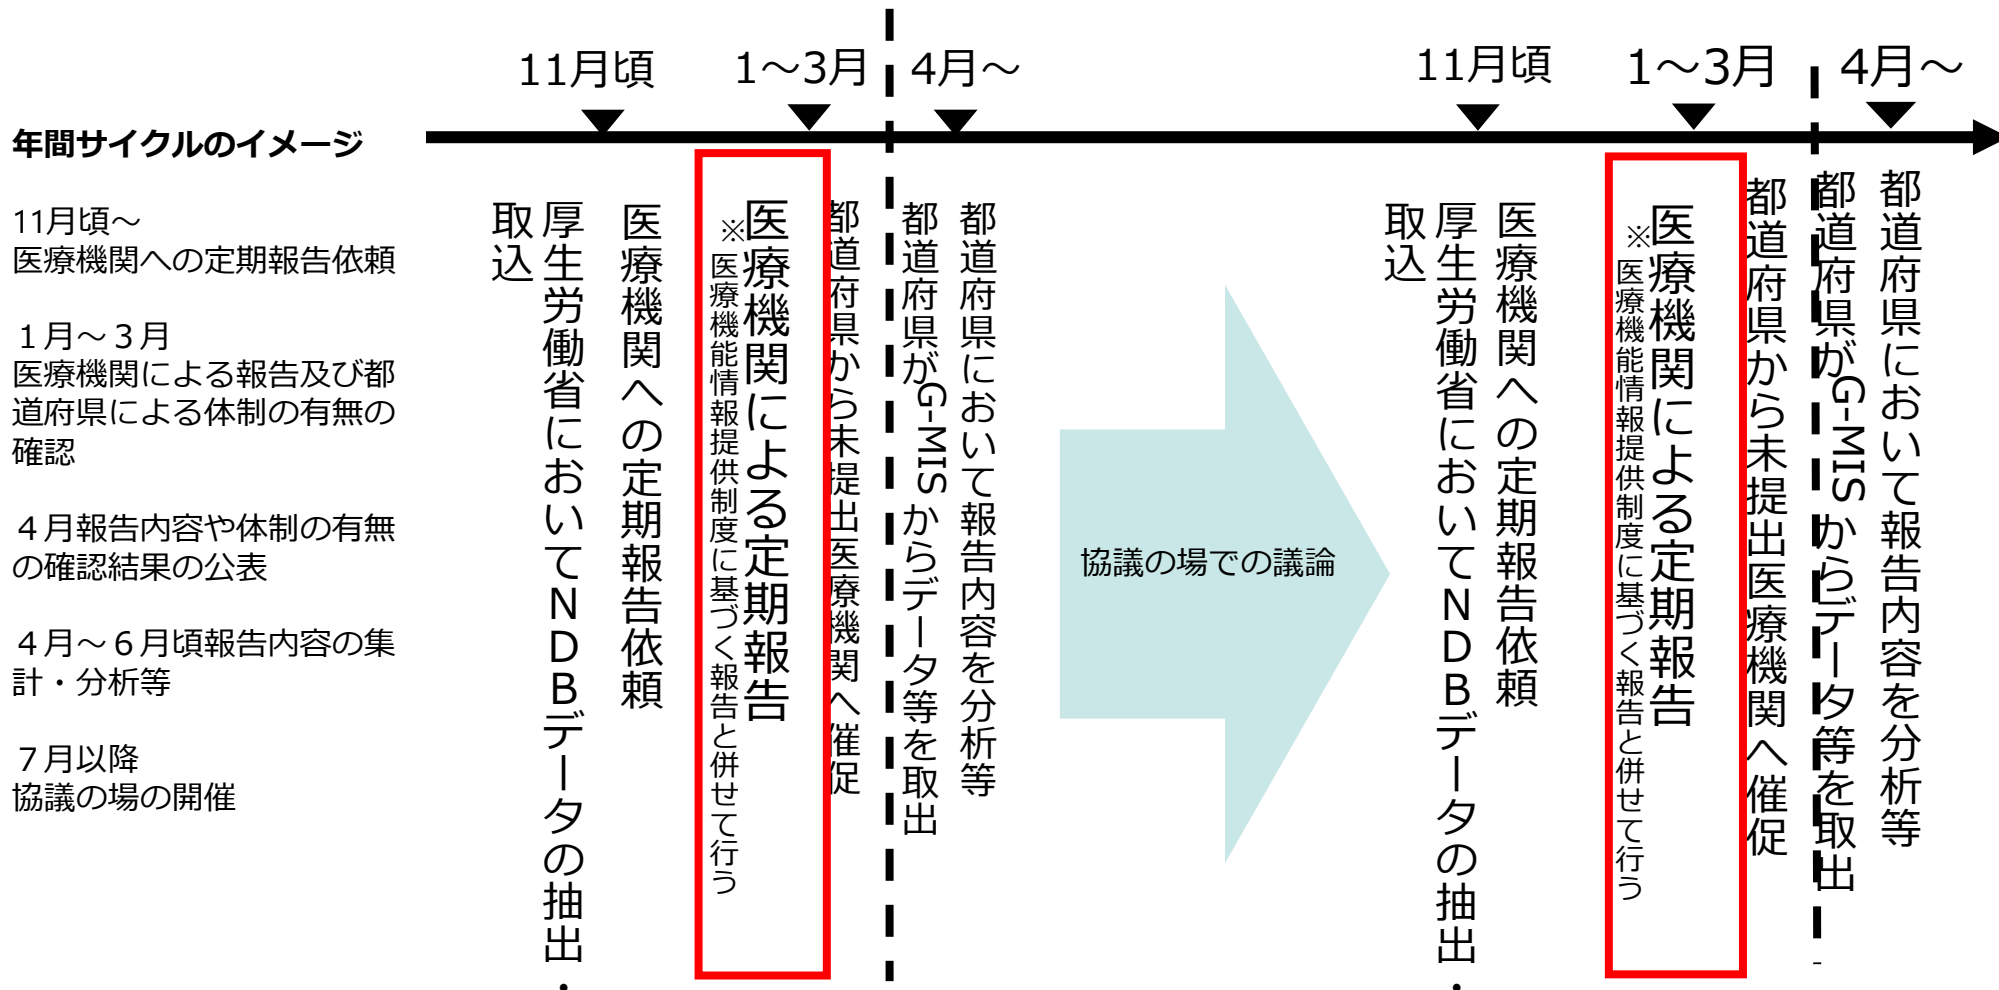 11月頃
1～3月
4月～
11月頃
1～3月
4月～
年間サイクルのイメージ
11月頃～
医療機関への定期報告依頼
１月～３月
医療機関による報告及び都
道府県による体制の有無の
確認
４月報告内容や体制の有無
の確認結果の公表
４月～６月頃報告内容の集
計・分析等
７月以降
協議の場の開催
厚生労働省においてＮＤＢデータの抽出・
取込
医療機関への定期報告依頼
医療機関による定期報告
※医療機能情報提供制度に基づく報告と併せて行う
都道府県から未提出医療機関へ催促
都道府県がG-MISからデータ等を取出
都道府県において報告内容を分析等
協議の場での議論
厚生労働省においてＮＤＢデータの抽出・
取込
医療機関への定期報告依頼
医療機関による定期報告
※医療機能情報提供制度に基づく報告と併せて行う
都道府県から未提出医療機関へ催促
都道府県がG-MISからデータ等を取出
都道府県において報告内容を分析等